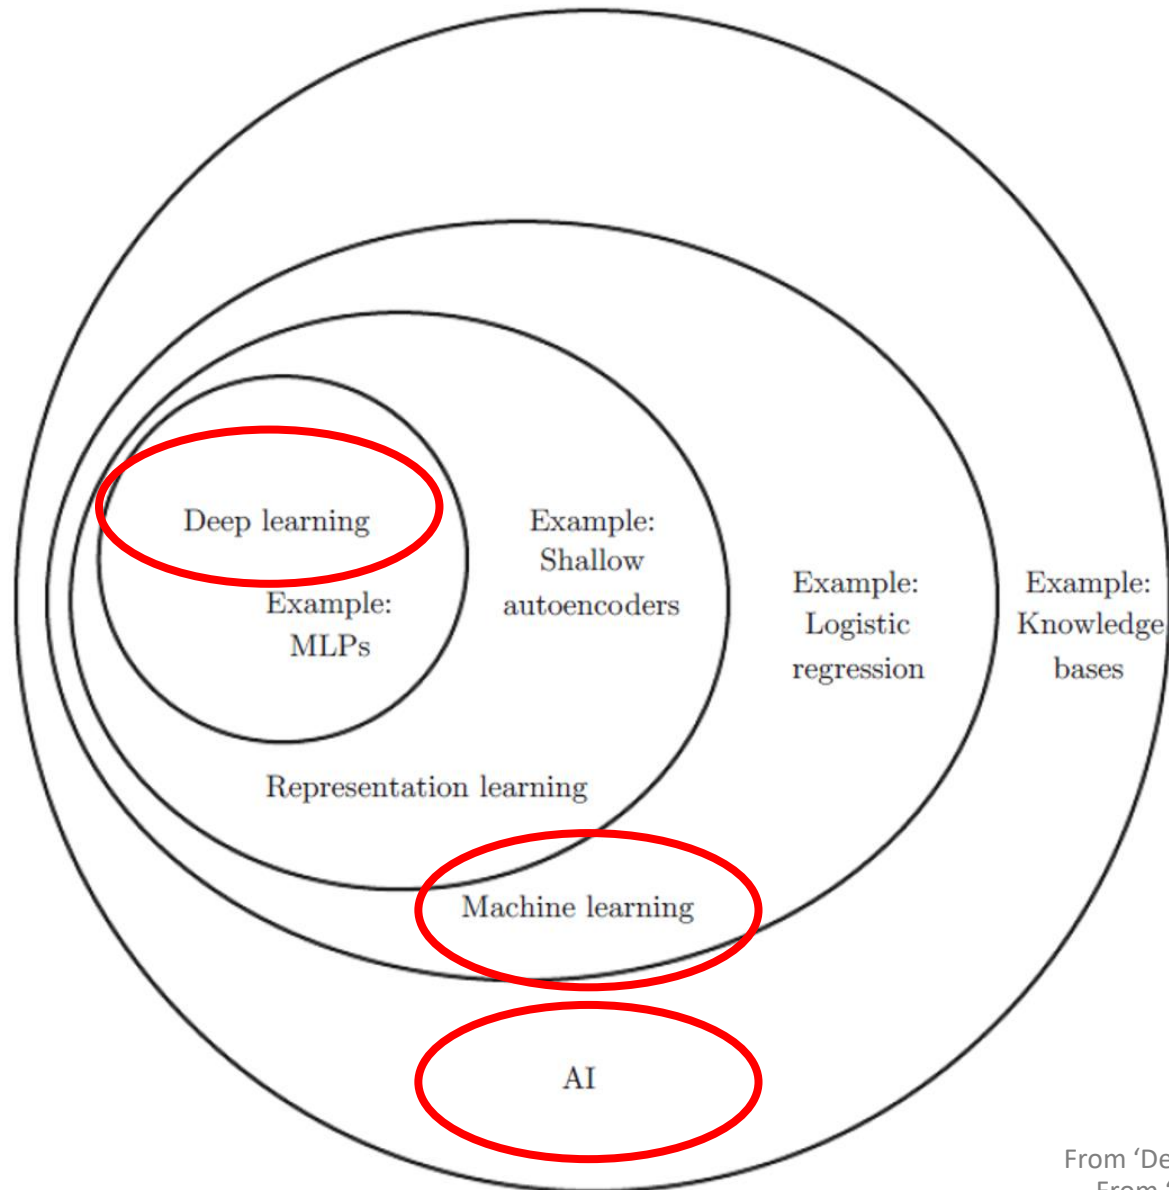 Deep learning
Example:
MLPs
Example:
Shallow
autoencoders
Example:
Logistic
regression
Example:
Knowledge
bases
Representation learning
Machine learning
AI
From ‘De
From ‘